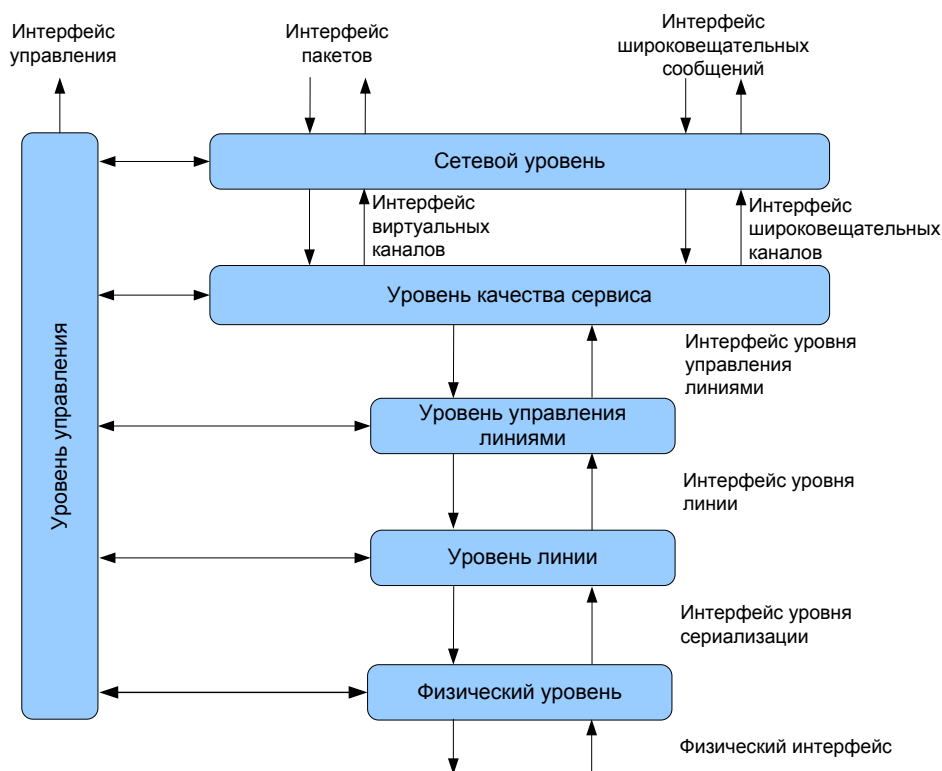 Интерфейс
управления
Интерфейс
пакетов
Интерфейс
широковещательных
сообщений
Сетевой уровень
Интерфейс
виртуальных
каналов
Интерфейс
широковещательных
каналов
Уровень качества сервиса
Интерфейс уровня
управления
линиями
Уровень управления
Уровень управления
линиями
Интерфейс уровня
линии
Уровень линии
Интерфейс уровня
сериализации
Физический уровень
Физический интерфейс